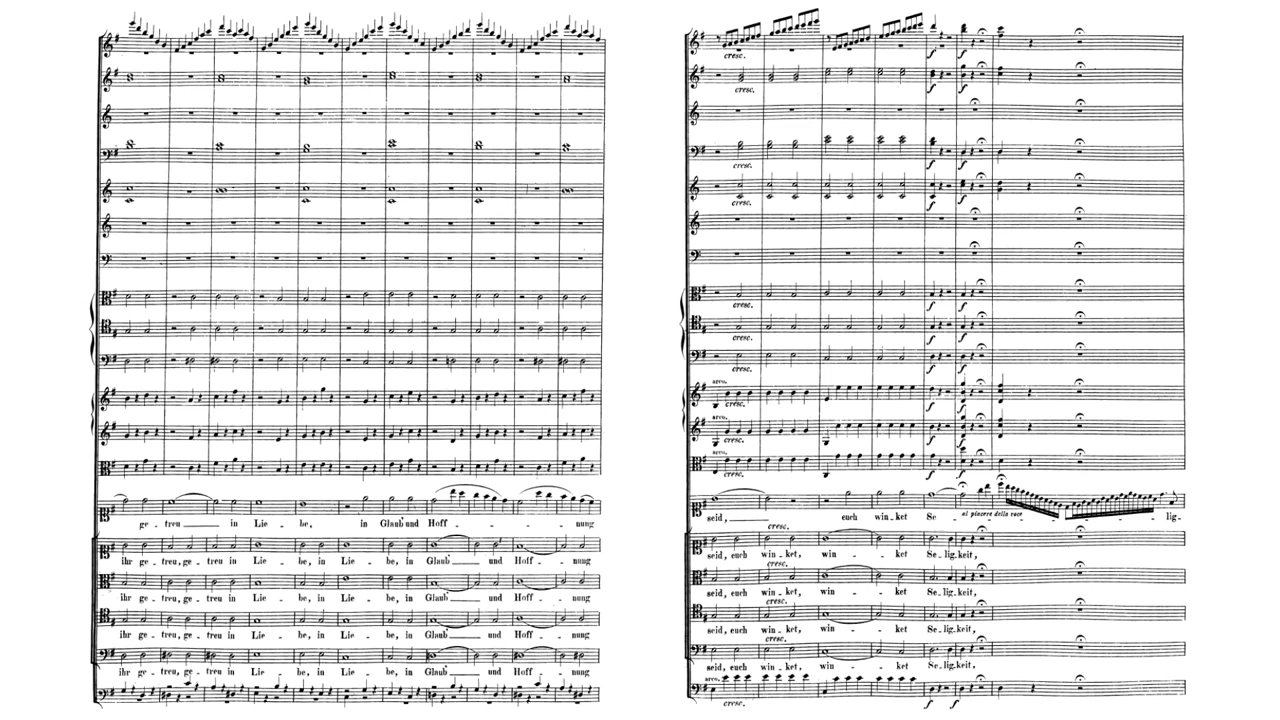 ge - treu in Lie - be, in Glaub' und Hoff - nung
ihr ge - treu, ge - treu in Lie - be, in Lie - be, in Glaub' und Hoff - nung
ihr ge - treu, ge - treu in Lie - be, in Lie - be, in Glaub' und Hoff - nung
ihr ge - treu, ge - treu in Lie - be, in Lie - be, in Glaub' und Hoff - nung
ihr ge - treu, ge - treu in Lie - be, in Lie - be, in Glaub' und Hoff - nung
cresc.
cresc. f f
cresc. f f
cresc. f f
cresc. f f
cresc. f f
cresc. f f
arco.
cresc. f f
arco.
cresc. f f
arco.
cresc. f f
seid, euch win - ket Se - al piacere della voce - lig -
cresc.
seid, euch win - ket, win - ket Se - lig - keit,
cresc.
seid, euch win - ket, win - ket Se - lig - keit,
cresc.
seid, euch win - ket, win - ket Se - lig - keit,
cresc.
seid, euch win - ket, win - ket Se - lig - keit,
arco.
cresc. f f